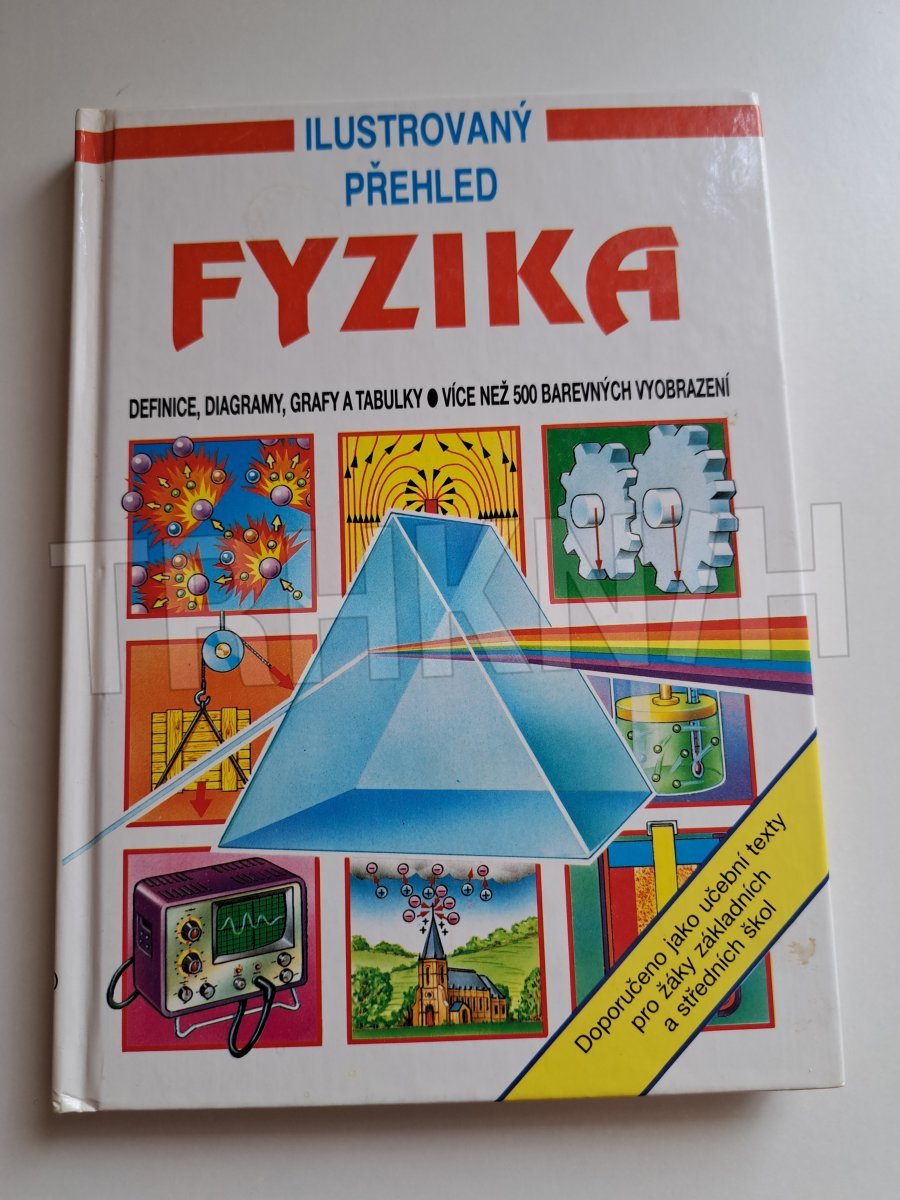 ILUSTROVANÝ
PŘEHLED
FYZIKA
DEFINICE, DIAGRAMY, GRAFY A TABULKY ● VÍCE NEŽ 500 BAREVNÝCH VYOBRAZENÍ
TRHKNIH
Doporučeno jako učební texty
pro žáky základních
a středních škol